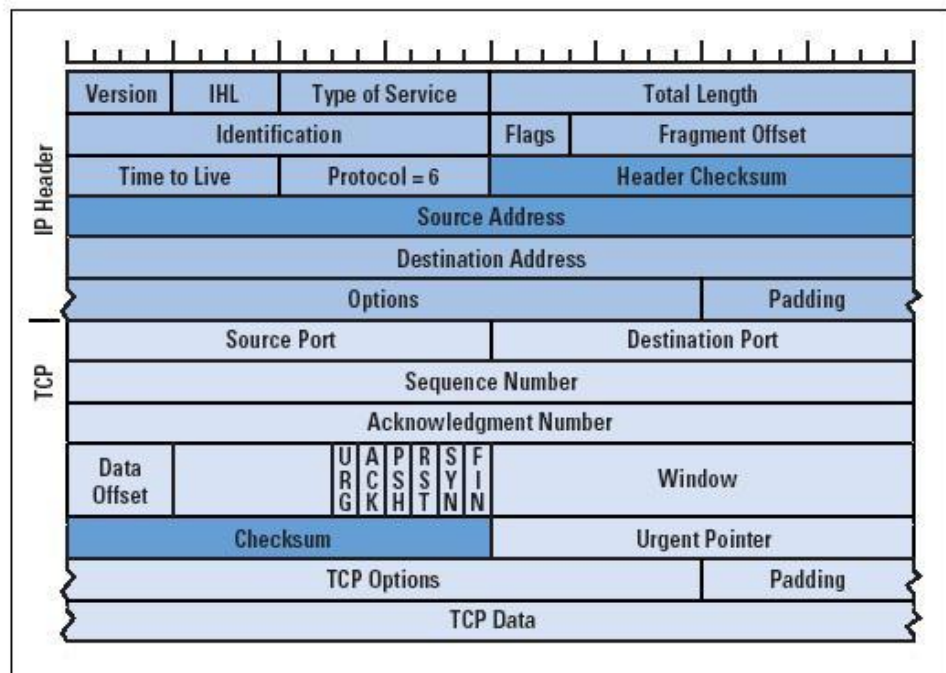 Version IHL Type of Service Total Length
Identification Flags Fragment Offset
Time to Live Protocol = 6 Header Checksum
Source Address
Destination Address
Options Padding
IP Header
Source Port Destination Port
Sequence Number
Acknowledgment Number
Data Offset URG ACK PSH RST SYN FIN Window
Checksum Urgent Pointer
TCP Options Padding
TCP Data
TCP